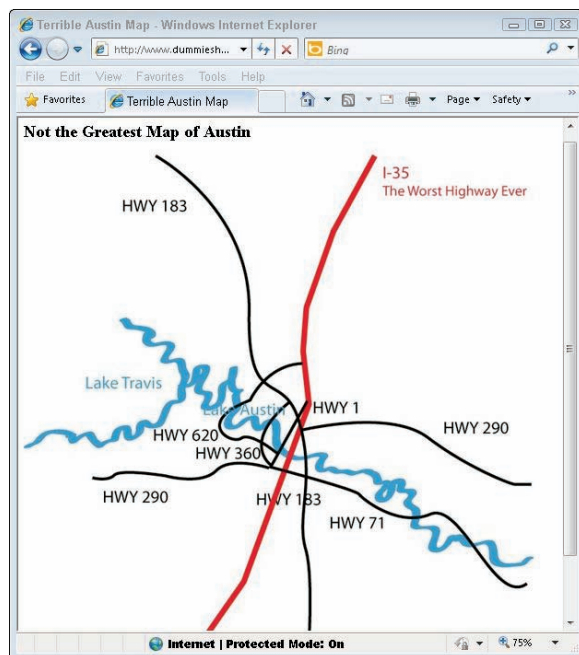 Terrible Austin Map - Windows Internet Explorer
http://www.dummiesh...
Bing
File Edit View Favorites Tools Help
Favorites
Terrible Austin Map
Page
Safety
»
Not the Greatest Map of Austin
I-35
The Worst Highway Ever
HWY 183
Lake Travis
Lake Austin
HWY 1
HWY 290
HWY 620
HWY 360
HWY 290
HWY 183
HWY 71
Internet | Protected Mode: On
75%